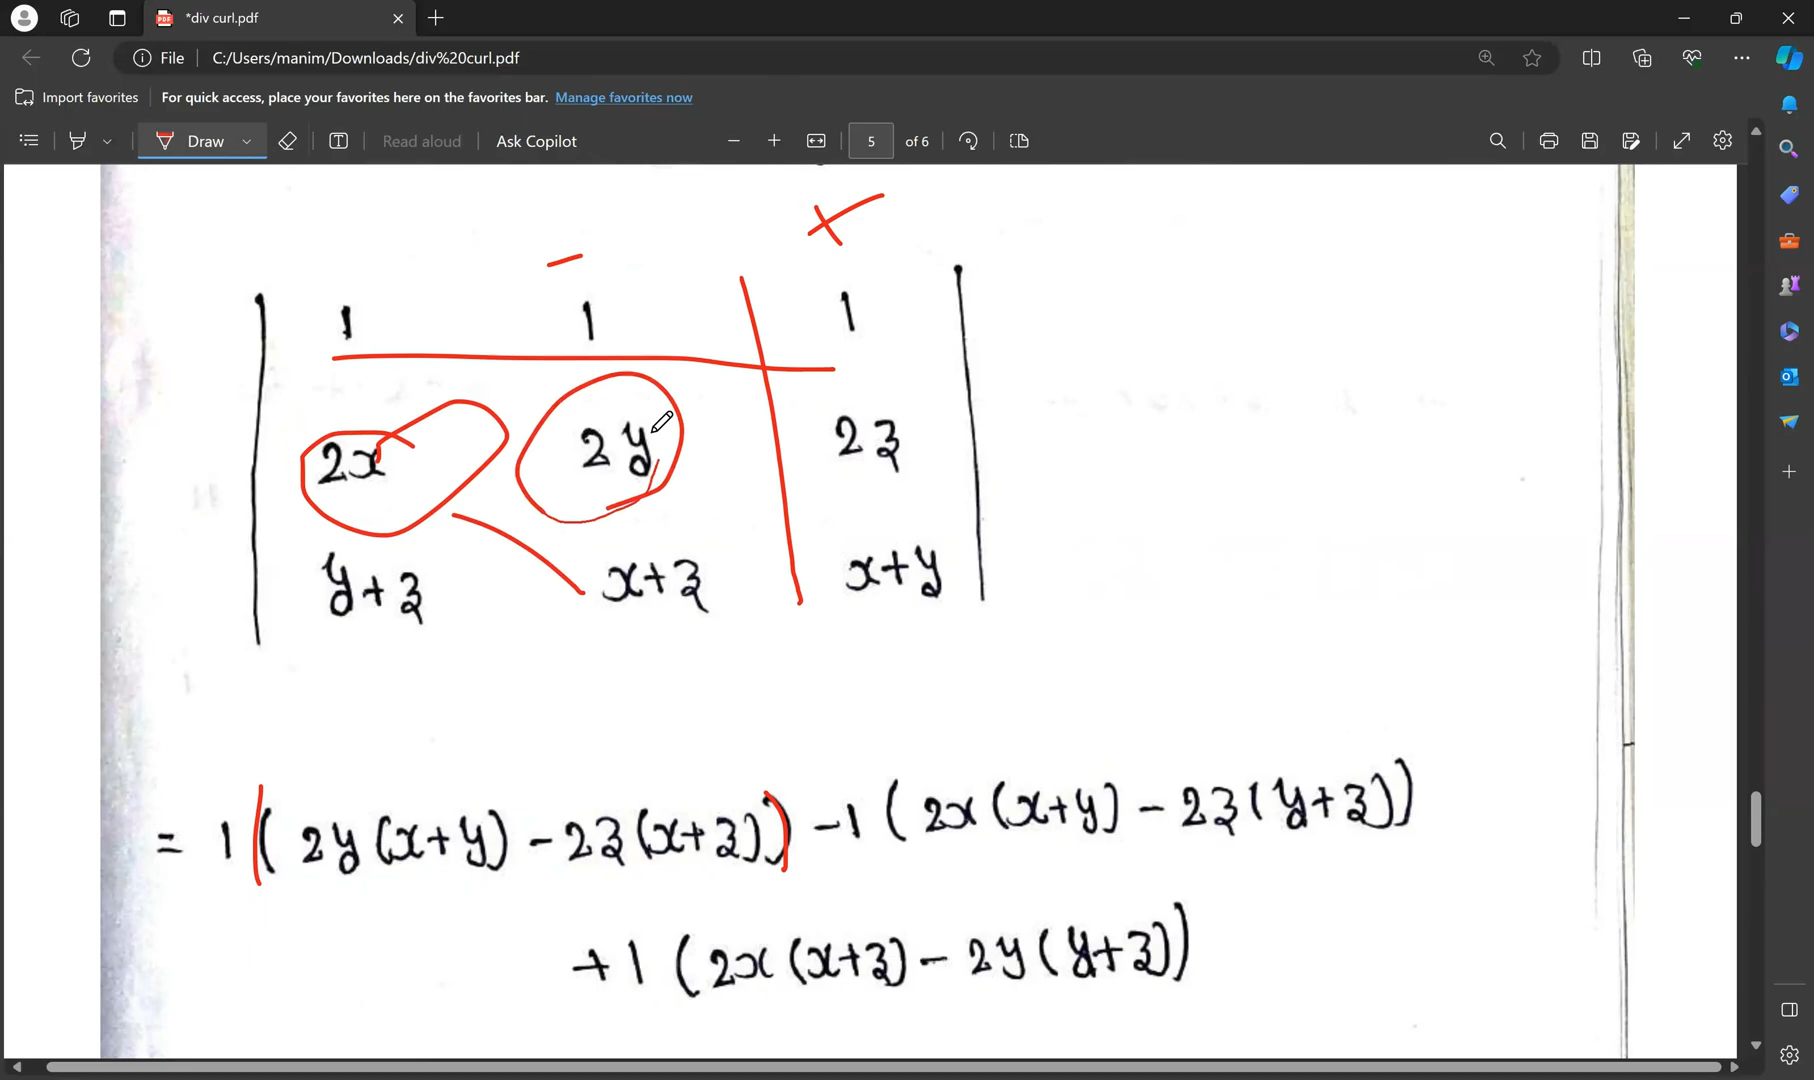 *div curl.pdf
File C:/Users/manim/Downloads/div%20curl.pdf
Import favorites For quick access, place your favorites here on the favorites bar. Manage favorites now
Draw Read aloud Ask Copilot 5 of 6
- +
1 1 1
2x 2y 2z
y+z x+z x+y
= 1(2y(x+y) - 2z(x+z)) - 1(2x(x+y) - 2z(y+z))
+1(2x(x+z) - 2y(y+z))